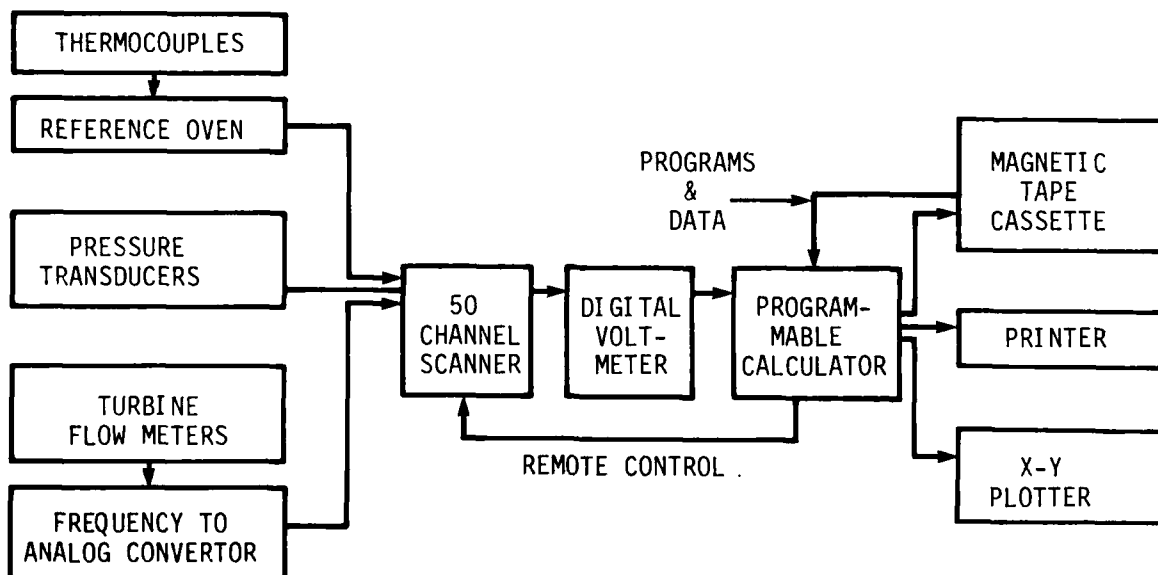 THERMOCOUPLES
REFERENCE OVEN
PRESSURE
TRANSDUCERS
TURBINE
FLOW METERS
FREQUENCY TO
ANALOG CONVERTOR
50
CHANNEL
SCANNER
DIGITAL
VOLT-
METER
PROGRAMS
&
DATA
PROGRAM-
MABLE
CALCULATOR
REMOTE CONTROL
MAGNETIC
TAPE
CASSETTE
PRINTER
X-Y
PLOTTER